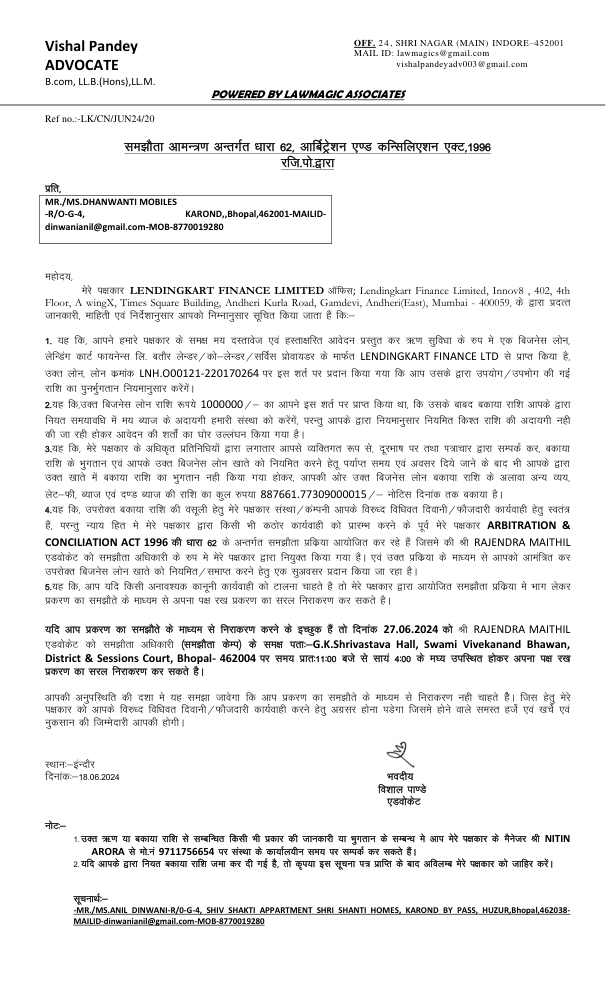 Vishal Pandey
ADVOCATE
B.com, LL.B.(Hons),LL.M.
OFF. 24, SHRI NAGAR (MAIN) INDORE–452001
MAIL ID: lawmagics@gmail.com
vishalpandeyadv003@gmail.com
POWERED BY LAWMAGIC ASSOCIATES
Ref no.:-LK/CN/JUN24/20
समझौता आमन्त्रण अन्तर्गत धारा 62, आर्बिट्रेशन एण्ड कन्सिलिएशन एक्ट,1996
रजि.पो.द्वारा
प्रति,
MR./MS.DHANWANTI MOBILES
-R/O-G-4, KAROND,,Bhopal,462001-MAILID-
dinwanianil@gmail.com-MOB-8770019280
महोदय,
मेरे पक्षकार LENDINGKART FINANCE LIMITED ऑफिस; Lendingkart Finance Limited, Innov8 , 402, 4th
Floor, A wingX, Times Square Building, Andheri Kurla Road, Gamdevi, Andheri(East), Mumbai - 400059, के द्वारा प्रदत्त
जानकारी, माहिती एवं निर्देशानुसार आपको निम्नानुसार सूचित किया जाता हैं कि:–
1. यह कि, आपने हमारे पक्षकार के समक्ष मय दस्तावेज एवं हस्ताक्षरित आवेदन प्रस्तुत कर ऋण सुविधा के रुप मे एक बिजनेस लोन,
लेन्डिंग कार्ट फायनेन्स लि. बतौर लेन्डर/को–लेन्डर/सर्विस प्रोवायडर के मार्फत LENDINGKART FINANCE LTD से प्राप्त किया है,
उक्त लोन, लोन क्रमांक LNH.O00121-220170264 पर इस शर्त पर प्रदान किया गया कि आप उसके द्वारा उपयोग/उपभोग की गई
राशि का पुनर्मुगतान नियमानुसार करेंगें।
2.यह कि,उक्त बिजनेस लोन राशि रूपये 1000000/– का आपने इस शर्त पर प्राप्त किया था, कि उसके बाबद बकाया राशि आपके द्वारा
नियत समयावधि में मय ब्याज के अदायगी हमारी संस्था को करेंगें, परन्तु आपके द्वारा नियमानुसार नियमित किश्त राशि की अदायगी नही
की जा रही होकर आवेदन की शर्तों का घोर उल्लंघन किया गया है।
3.यह कि, मेरे पक्षकार के अधिकृत प्रतिनिधियों द्वारा लगातार आपसे व्यक्तिगत रूप से, दूरभाष पर तथा पत्राचार द्वारा सम्पर्क कर, बकाया
राशि के भुगतान एवं आपके उक्त बिजनेस लोन खाते को नियमित करने हेतू पर्याप्त समय एवं अवसर दिये जाने के बाद भी आपके द्वारा
उक्त खाते में बकाया राशि का भुगतान नही किया गया होकर, आपकी ओर उक्त बिजनेस लोन राशि के अलावा अन्य व्यय,
लेट–फी, ब्याज एवं दण्ड ब्याज की राशि का कुल रुपया 887661.77309000015/– नोटिस दिनांक तक बकाया है।
4.यह कि, उपरोक्त बकाया राशि की वसूली हेतु मेरे पक्षकार संस्था/कंम्पनी आपके विरुध्द विधिवत दिवानी/फौजदारी कार्यवाही हेतु स्वतंत्र
हैं, परन्तु न्याय हित मे मेरे पक्षकार द्वारा किसी भी कठोर कार्यवाही को प्रारम्भ करने के पूर्व मेरे पक्षकार ARBITRATION &
CONCILIATION ACT 1996 की धारा 62 के अन्तर्गत समझौता प्रकिया आयोजित कर रहे हैं जिसमे की श्री RAJENDRA MAITHIL
एडवोकेट को समझौता अधिकारी के रुप मे मेरे पक्षकार द्वारा नियुक्त किया गया है। एवं उक्त प्रकिया के माध्यम से आपको आमंत्रित कर
उपरोक्त बिजनेस लोन खाते को नियमित/समाप्त करने हेतु एक सुअवसर प्रदान किया जा रहा है।
5.यह कि, आप यदि किसी अनावश्यक कानूनी कार्यवाही को टालना चाहते है तो मेरे पक्षकार द्वारा आयोजित समझौता प्रकिया मे भाग लेकर
प्रकरण का समझौते के माध्यम से अपना पक्ष रख प्रकरण का सरल निराकरण कर सकते है।
यदि आप प्रकरण का समझौते के माध्यम से निराकरण करने के इच्छुक हैं तो दिनांक 27.06.2024 को श्री RAJENDRA MAITHIL
एडवोकेट को समझौता अधिकारी (समझौता केम्प) के समक्ष पता:–G.K.Shrivastava Hall, Swami Vivekanand Bhawan,
District & Sessions Court, Bhopal- 462004 पर समय प्रात:11:00 बजे से सायं 4:00 के मघ्य उपस्थित होकर अपना पक्ष रख
प्रकरण का सरल निराकरण कर सकते है।
आपकी अनुपस्थिति की दशा मे यह समझा जावेगा कि आप प्रकरण का समझौते के माध्यम से निराकरण नही चाहते हैे। जिस हेतु मेरे
पक्षकार को आपके विरुध्द विधिवत दिवानी/फौजदारी कार्यवाही करने हेतु अग्रसर होना पडेगा जिसमे होने वाले समस्त हर्जे एवं खर्चे एवं
नुकसान की जिम्मेदारी आपकी होगी।
स्थान:–इंन्दौर
दिनांक:–18.06.2024
भवदीय
विशाल पाण्डे
एडवोकेट
नोट:–
1.उक्त ऋण या बकाया राशि से सम्बन्धित किसी भी प्रकार की जानकारी या भुगतान के सम्बन्ध मे आप मेरे पक्षकार के मैनेजर श्री NITIN
ARORA से मो.नं 9711756654 पर संस्था के कार्यालयीन समय पर सम्पर्क कर सकते हैं।
2.यदि आपके द्वारा नियत बकाया राशि जमा कर दी गई है, तो कृपया इस सूचना पत्र प्राप्ति के बाद अविलम्ब मेरे पक्षकार को जाहिर करें।
सूचनार्थ:–
-MR./MS.ANIL DINWANI-R/0-G-4, SHIV SHAKTI APPARTMENT SHRI SHANTI HOMES, KAROND BY PASS, HUZUR,Bhopal,462038-
MAILID-dinwanianil@gmail.com-MOB-8770019280